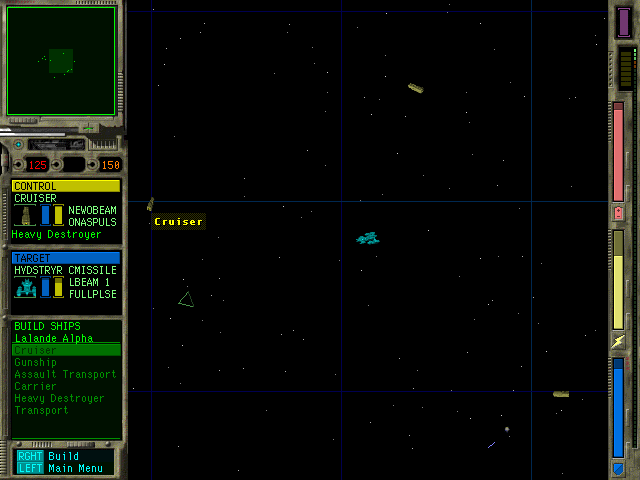 125 150
CONTROL
CRUISER
NEWOBEAM
ONASPULS
Heavy Destroyer
TARGET
HVDSTRYR CMISSILE
LBEAM 1
FULLPLSE
BUILD SHIPS
Lalande Alpha
Cruiser
Gunship
Assault Transport
Carrier
Heavy Destroyer
Transport
RGHT Build
LEFT Main Menu
Cruiser